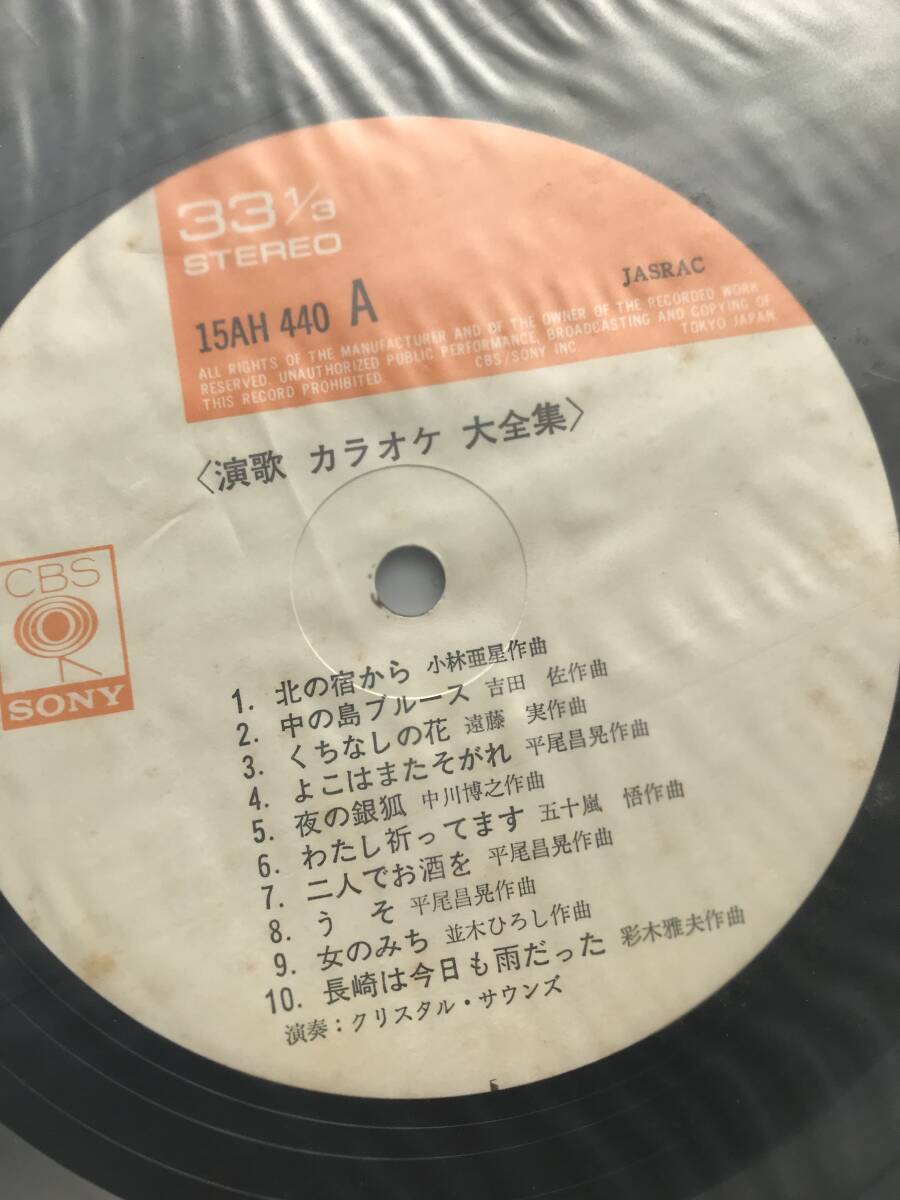 33 1/3
STEREO
15AH 440 A
JASRAC
ALL RIGHTS OF THE MANUFACTURER AND OF THE OWNER OF THE RECORDED WORK
RESERVED. UNAUTHORIZED PUBLIC PERFORMANCE, BROADCASTING AND COPYING OF
THIS RECORD PROHIBITED. CBS/SONY INC. TOKYO JAPAN
〈演歌 カラオケ 大全集〉
CBS
SONY
1. 北の宿から 小林亜星作曲
2. 中の島ブルース 吉田 佐作曲
3. くちなしの花 遠藤 実作曲
4. よこはまたそがれ 平尾昌晃作曲
5. 夜の銀狐 中川博之作曲
6. わたし祈ってます 五十嵐 悟作曲
7. 二人でお酒を 平尾昌晃作曲
8. う そ 平尾昌晃作曲
9. 女のみち 並木ひろし作曲
10. 長崎は今日も雨だった 彩木雅夫作曲
演奏：クリスタル・サウンズ